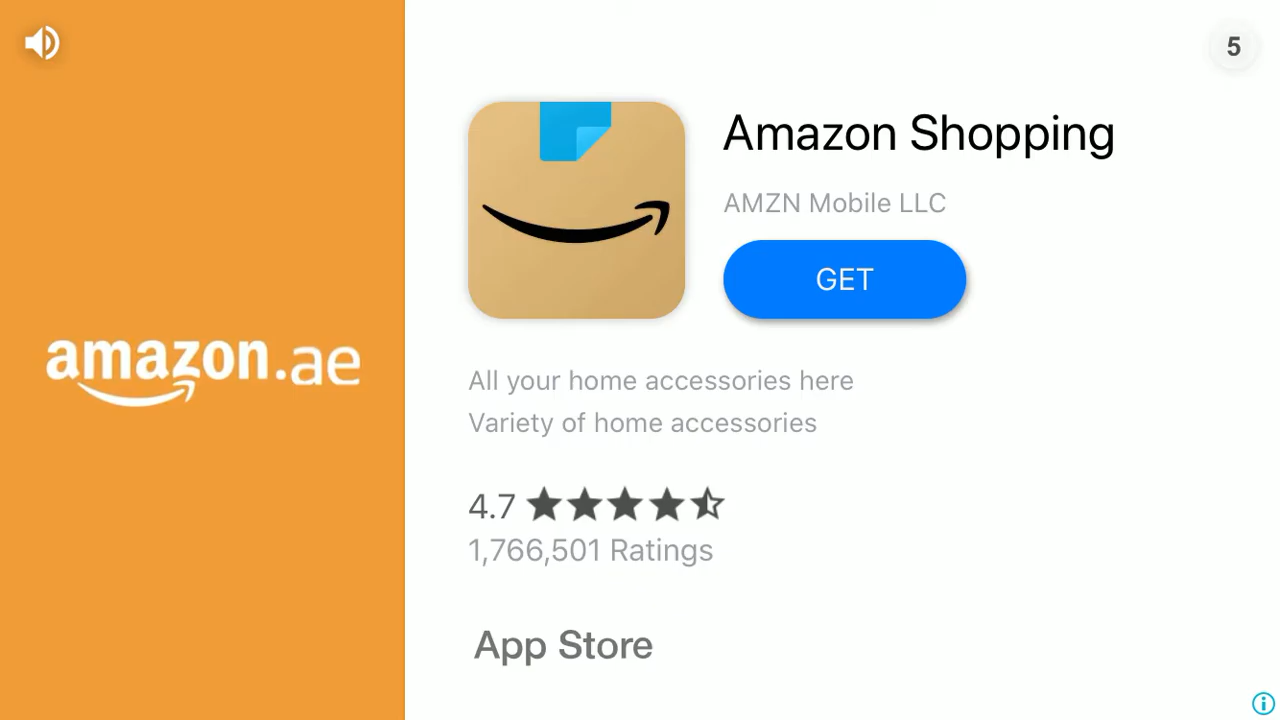 amazon.ae
5
Amazon Shopping
AMZN Mobile LLC
GET
All your home accessories here
Variety of home accessories
4.7
1,766,501 Ratings
App Store